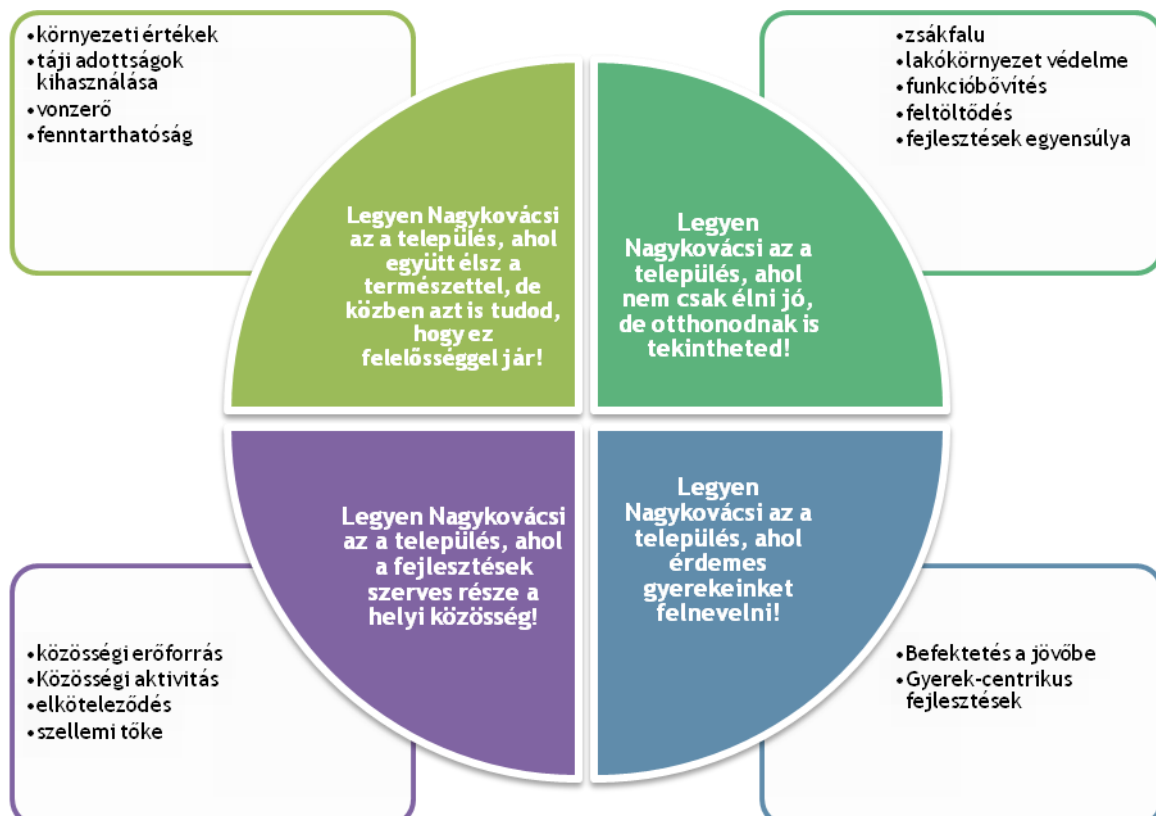 •környezeti értékek
•táji adottságok
kihasználása
•vonzerő
•fenntarthatóság
•zsákfalu
•lakókörnyezet védelme
•funkcióbővítés
•feltöltődés
•fejlesztések egyensúlya
Legyen Nagykovácsi
az a település, ahol
együtt élsz a
természettel, de
közben azt is tudod,
hogy ez
felelősséggel jár!
Legyen
Nagykovácsi az a
település, ahol
nem csak élni jó,
de otthonodnak is
tekintheted!
Legyen Nagykovácsi
az a település, ahol
a fejlesztések
szerves része a
helyi közösség!
Legyen
Nagykovácsi az a
település, ahol
érdemes
gyerekeinket
felnevelni!
•közösségi erőforrás
•Közösségi aktivitás
•elköteleződés
•szellemi tőke
•Befektetés a jövőbe
•Gyerek-centrikus
fejlesztések